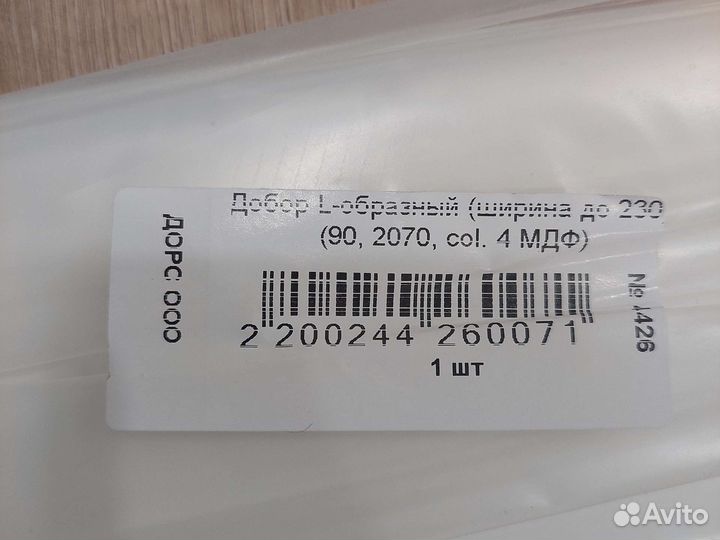 Добор L-образный (ширина до 230
(90, 2070, col. 4 МДФ)
2 200244 260071
1 шт
ДОРС ООО
№ 426
Avito